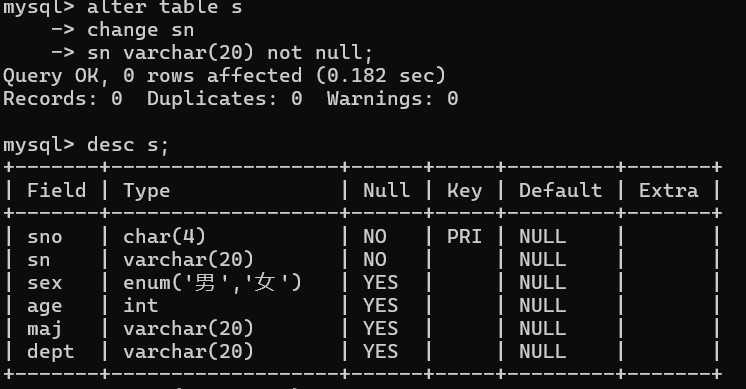 mysql> alter table s
    -> change sn
    -> sn varchar(20) not null;
Query OK, 0 rows affected (0.182 sec)
Records: 0  Duplicates: 0  Warnings: 0

mysql> desc s;
+-------+-------------------+------+-----+---------+-------+
| Field | Type              | Null | Key | Default | Extra |
+-------+-------------------+------+-----+---------+-------+
| sno   | char(4)           | NO   | PRI | NULL    |       |
| sn    | varchar(20)       | NO   |     | NULL    |       |
| sex   | enum('男','女')   | YES  |     | NULL    |       |
| age   | int               | YES  |     | NULL    |       |
| maj   | varchar(20)       | YES  |     | NULL    |       |
| dept  | varchar(20)       | YES  |     | NULL    |       |
+-------+-------------------+------+-----+---------+-------+